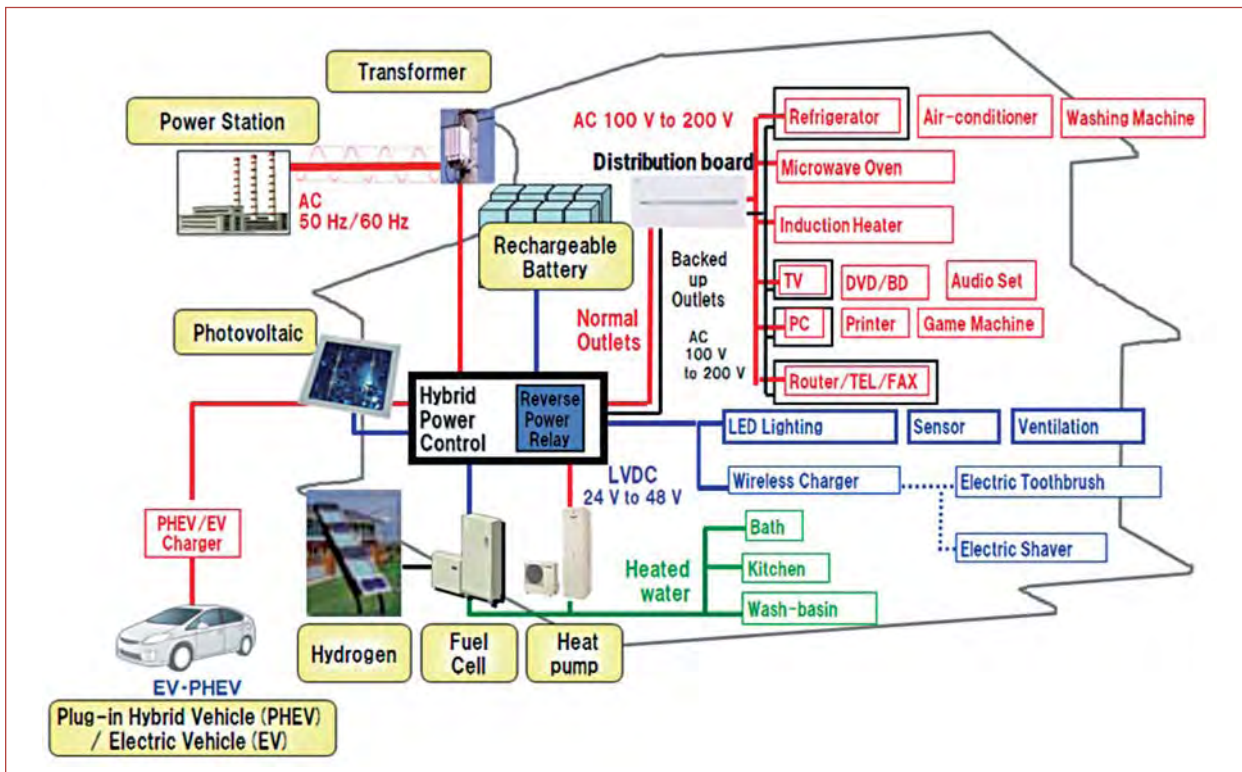 Transformer
Power Station
AC
50 Hz/60 Hz
AC 100 V to 200 V
Distribution board
Refrigerator
Air-conditioner
Washing Machine
Microwave Oven
Induction Heater
TV
DVD/BD
Audio Set
PC
Printer
Game Machine
Router/TEL/FAX
Rechargeable
Battery
Backed
up
Outlets
AC
100 V
to 200 V
Normal
Outlets
Photovoltaic
Hybrid
Power
Control
Reverse
Power
Relay
LVDC
24 V to 48 V
LED Lighting
Sensor
Ventilation
Wireless Charger
Electric Toothbrush
Electric Shaver
PHEV/EV
Charger
Heated
water
Bath
Kitchen
Wash-basin
Hydrogen
Fuel
Cell
Heat
pump
EV·PHEV
Plug-in Hybrid Vehicle (PHEV)
/ Electric Vehicle (EV)